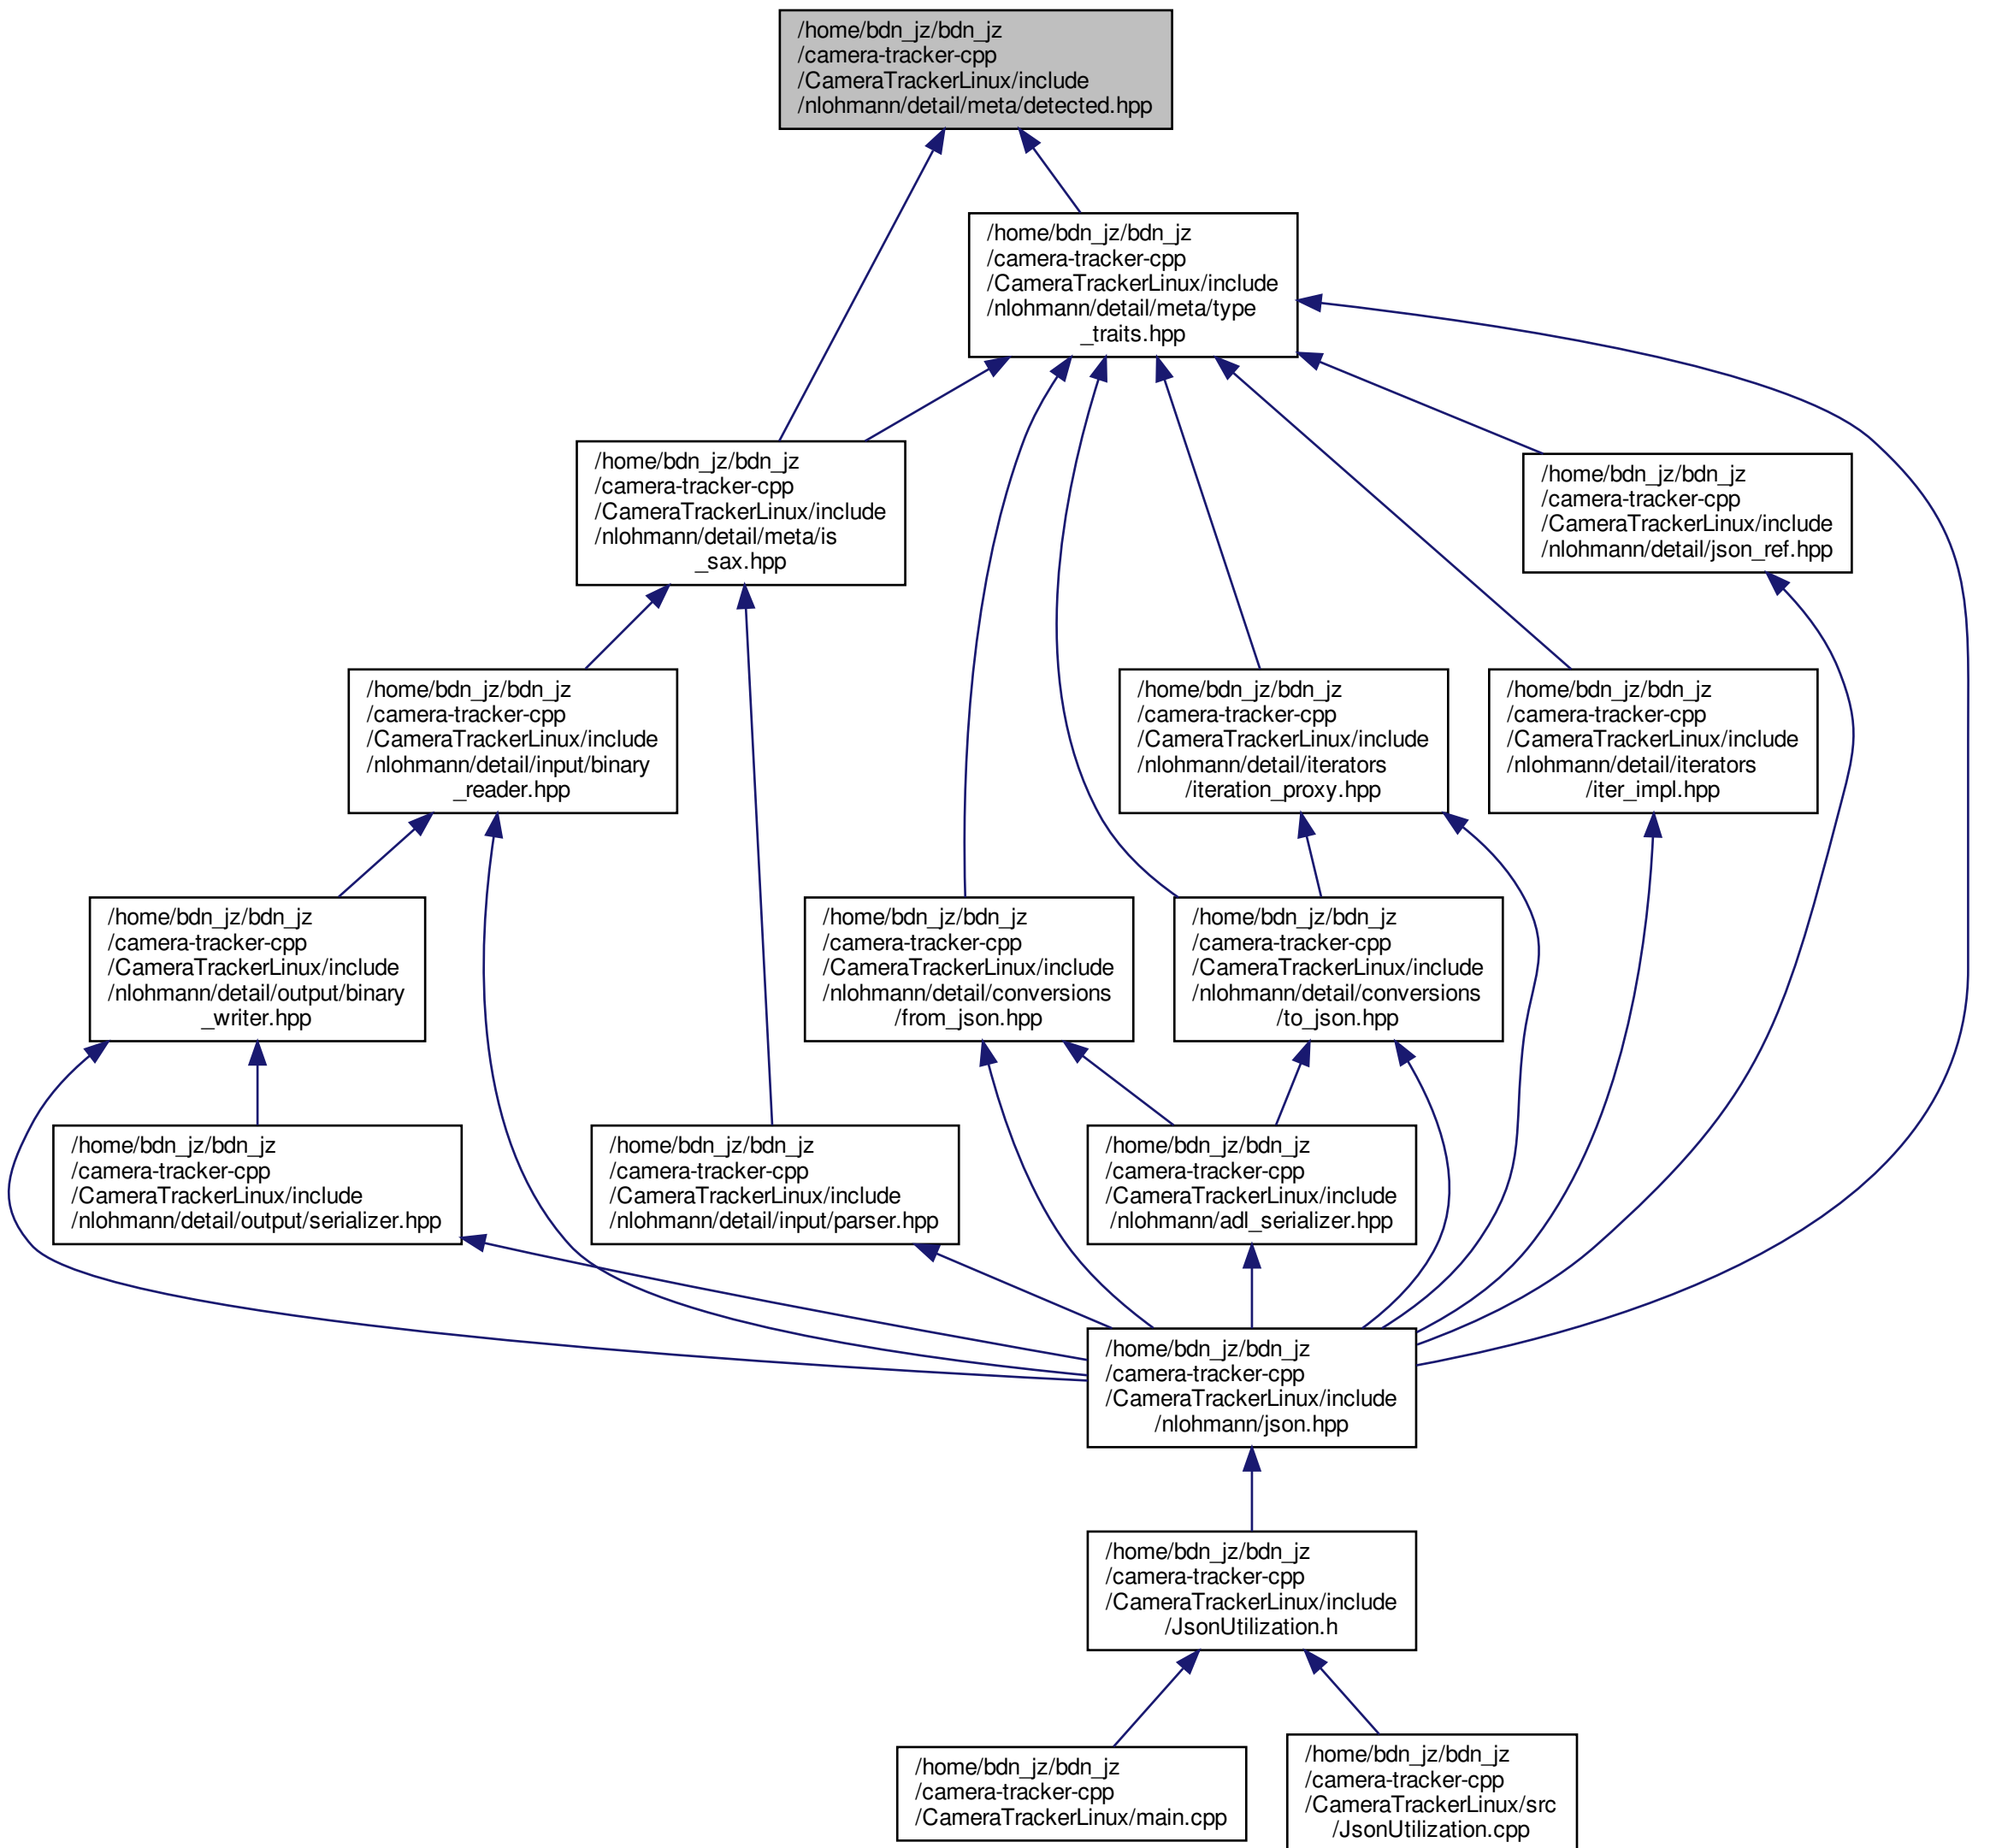 /home/bdn_jz/bdn_jz
/camera-tracker-cpp
/CameraTrackerLinux/include
/nlohmann/detail/meta/detected.hpp
/home/bdn_jz/bdn_jz
/camera-tracker-cpp
/CameraTrackerLinux/include
/nlohmann/detail/meta/type
_traits.hpp
/home/bdn_jz/bdn_jz
/camera-tracker-cpp
/CameraTrackerLinux/include
/nlohmann/detail/meta/is
_sax.hpp
/home/bdn_jz/bdn_jz
/camera-tracker-cpp
/CameraTrackerLinux/include
/nlohmann/detail/json_ref.hpp
/home/bdn_jz/bdn_jz
/camera-tracker-cpp
/CameraTrackerLinux/include
/nlohmann/detail/input/binary
_reader.hpp
/home/bdn_jz/bdn_jz
/camera-tracker-cpp
/CameraTrackerLinux/include
/nlohmann/detail/iterators
/iteration_proxy.hpp
/home/bdn_jz/bdn_jz
/camera-tracker-cpp
/CameraTrackerLinux/include
/nlohmann/detail/iterators
/iter_impl.hpp
/home/bdn_jz/bdn_jz
/camera-tracker-cpp
/CameraTrackerLinux/include
/nlohmann/detail/output/binary
_writer.hpp
/home/bdn_jz/bdn_jz
/camera-tracker-cpp
/CameraTrackerLinux/include
/nlohmann/detail/conversions
/from_json.hpp
/home/bdn_jz/bdn_jz
/camera-tracker-cpp
/CameraTrackerLinux/include
/nlohmann/detail/conversions
/to_json.hpp
/home/bdn_jz/bdn_jz
/camera-tracker-cpp
/CameraTrackerLinux/include
/nlohmann/detail/output/serializer.hpp
/home/bdn_jz/bdn_jz
/camera-tracker-cpp
/CameraTrackerLinux/include
/nlohmann/detail/input/parser.hpp
/home/bdn_jz/bdn_jz
/camera-tracker-cpp
/CameraTrackerLinux/include
/nlohmann/adl_serializer.hpp
/home/bdn_jz/bdn_jz
/camera-tracker-cpp
/CameraTrackerLinux/include
/nlohmann/json.hpp
/home/bdn_jz/bdn_jz
/camera-tracker-cpp
/CameraTrackerLinux/include
/JsonUtilization.h
/home/bdn_jz/bdn_jz
/camera-tracker-cpp
/CameraTrackerLinux/main.cpp
/home/bdn_jz/bdn_jz
/camera-tracker-cpp
/CameraTrackerLinux/src
/JsonUtilization.cpp